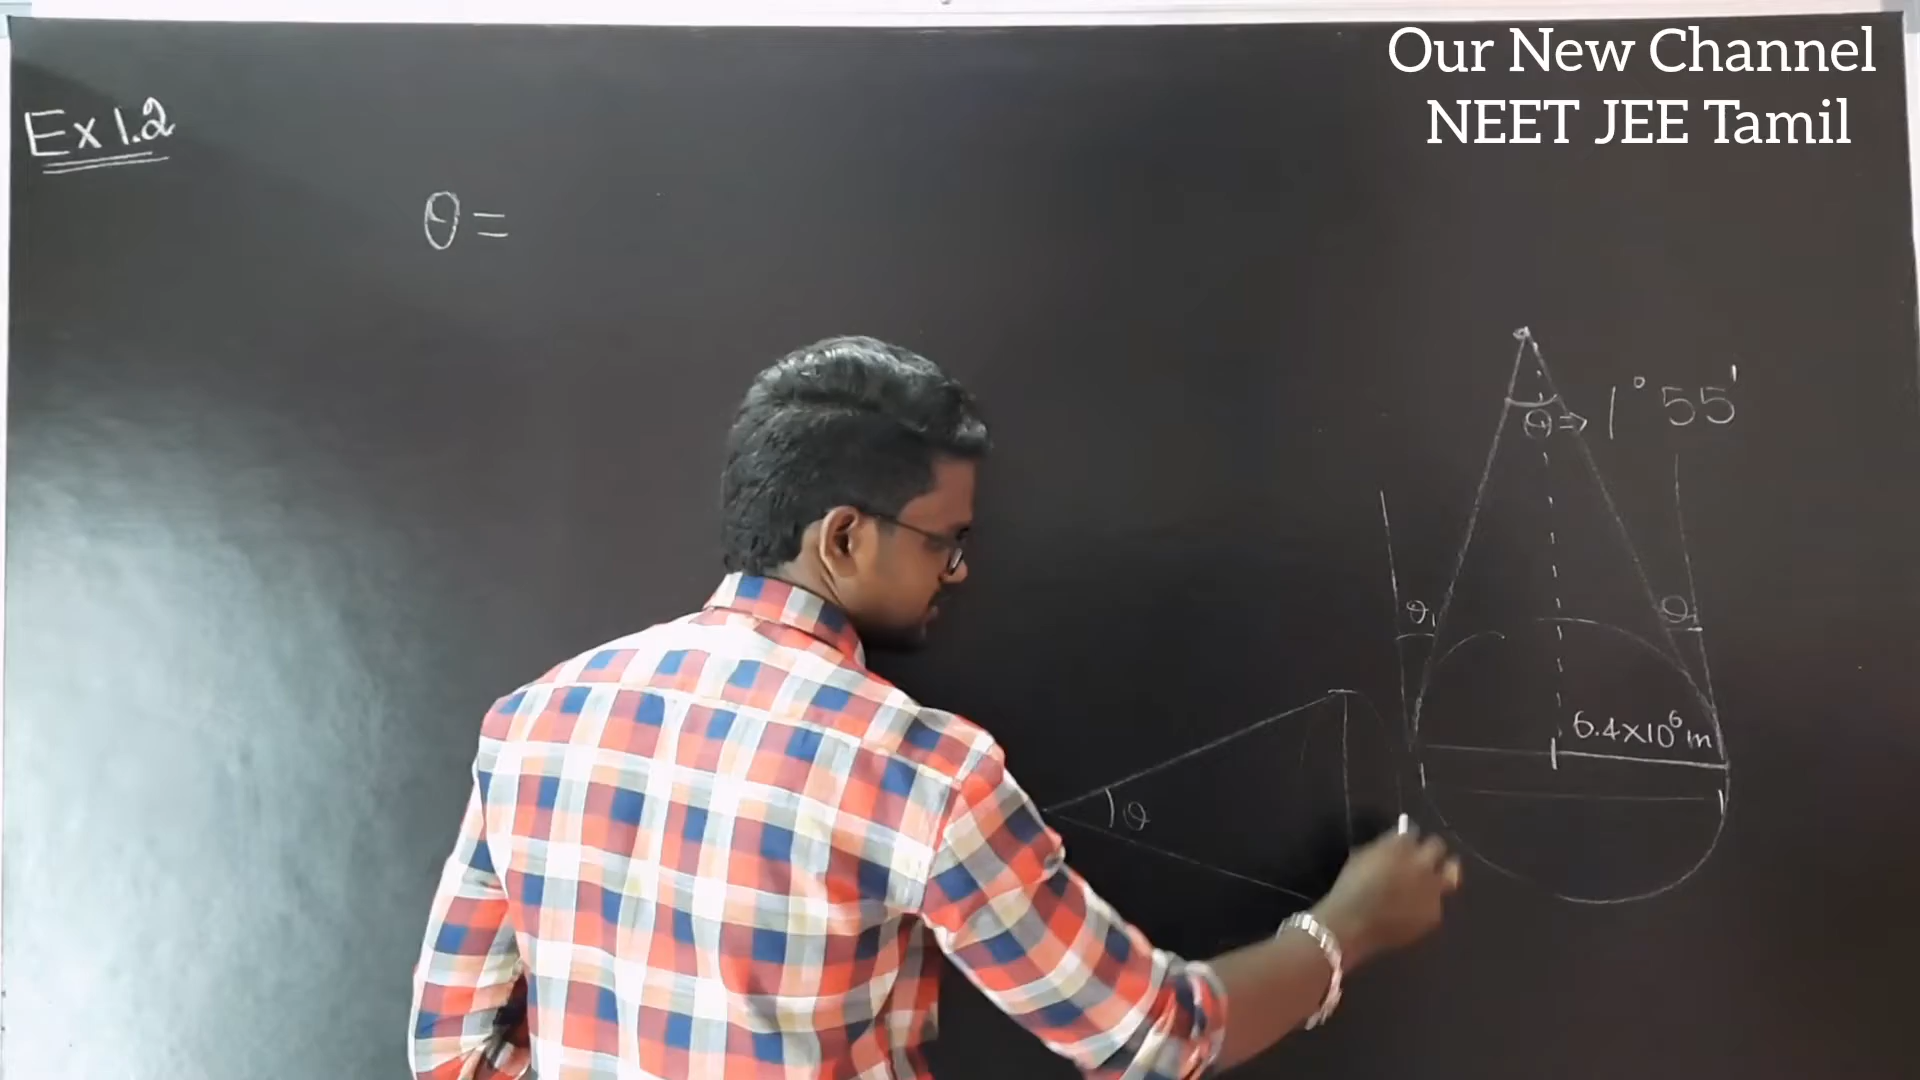 Our New Channel
NEET JEE Tamil
Ex 1.2
θ =
θ ⇒ 1° 55'
θ₁
θ₁
6.4×10⁶ m
θ